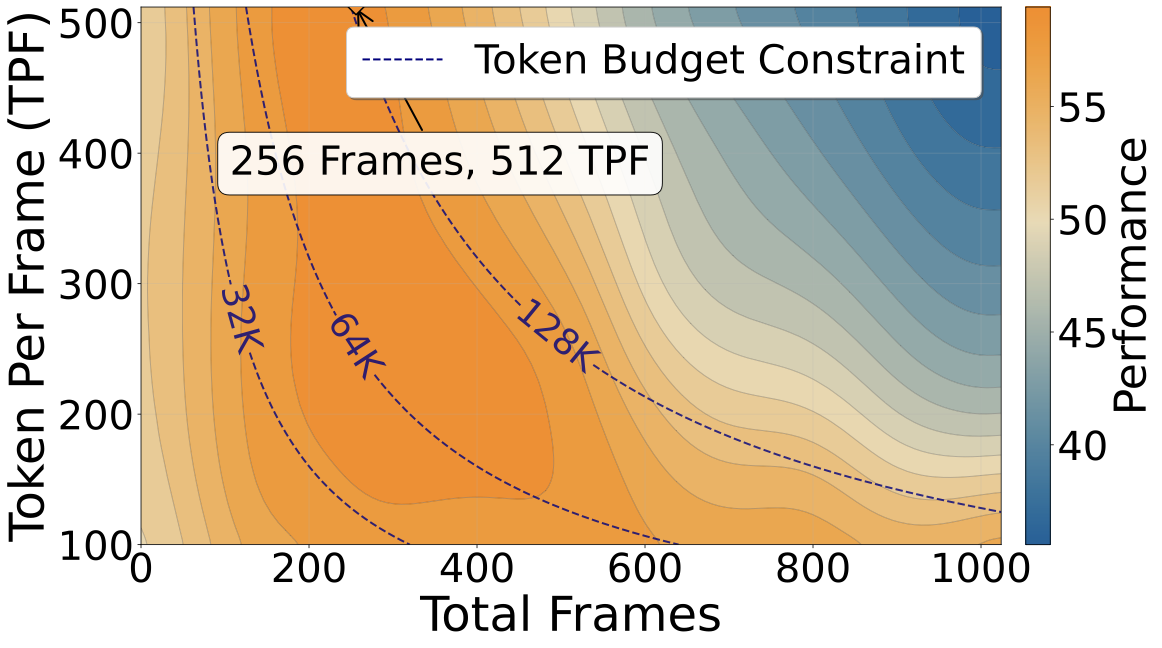 Token Per Frame (TPF)
500
400
300
200
100
Token Budget Constraint
256 Frames, 512 TPF
32K
64K
128K
0
200
400
600
800
1000
Total Frames
55
50
45
40
Performance